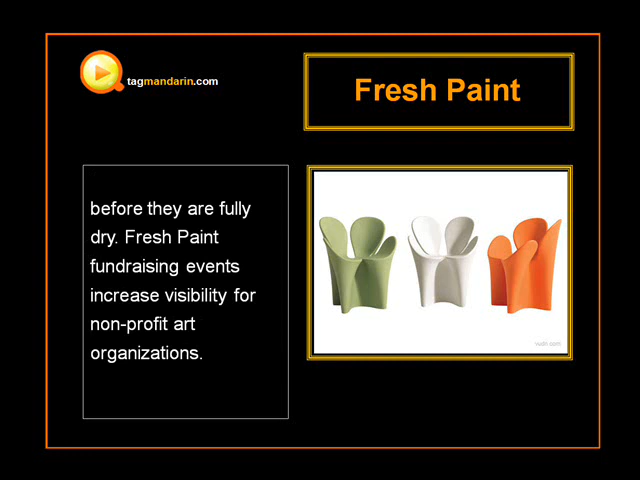 tagmandarin.com
Fresh Paint
before they are fully
dry. Fresh Paint
fundraising events
increase visibility for
non-profit art
organizations.